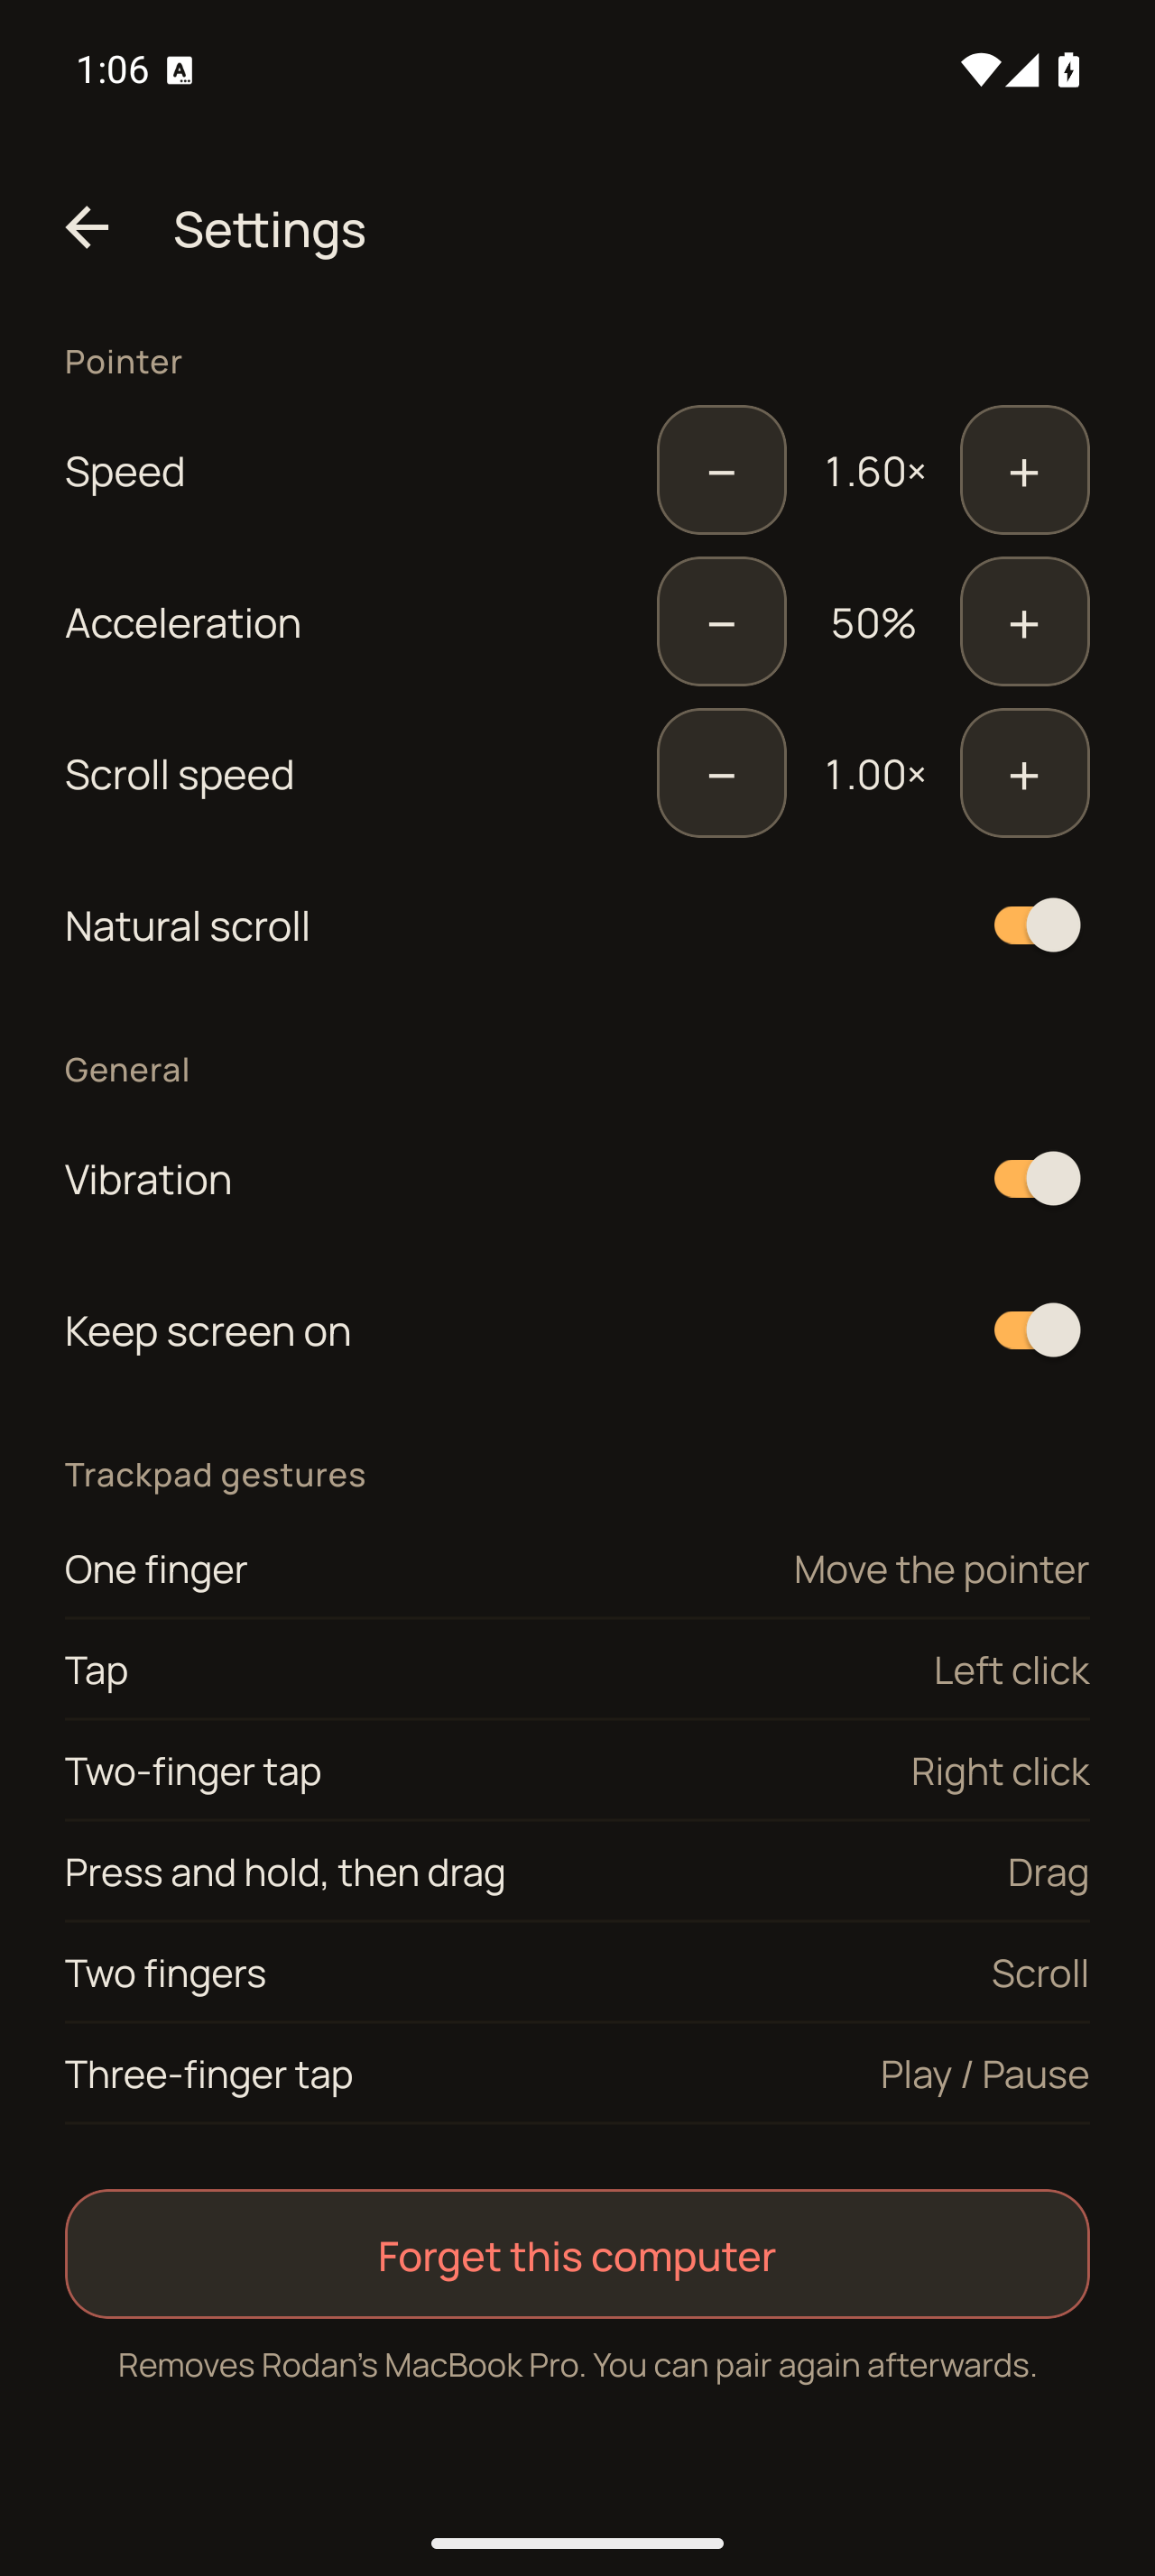 1:06
Settings
Pointer
Speed − 1.60× +
Acceleration − 50% +
Scroll speed − 1.00× +
Natural scroll
General
Vibration
Keep screen on
Trackpad gestures
One finger Move the pointer
Tap Left click
Two-finger tap Right click
Press and hold, then drag Drag
Two fingers Scroll
Three-finger tap Play / Pause
Forget this computer
Removes Rodan’s MacBook Pro. You can pair again afterwards.